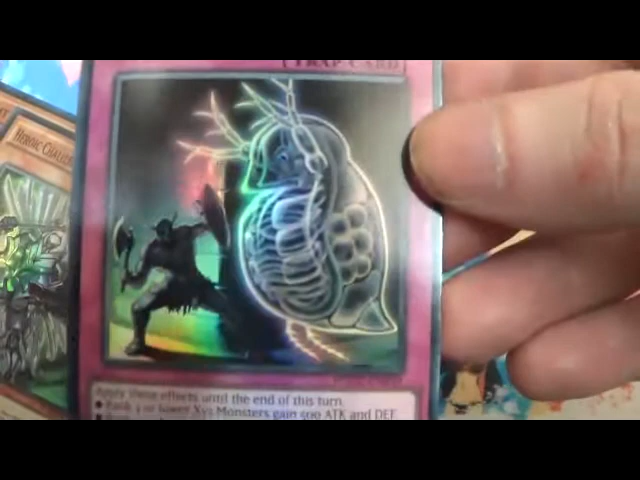 [TRAP CARD
HEROIC CHALLE
Apply these effects until the end of this turn.
◆Rank 3 or lower Xyz Monsters gain 500 ATK and DEF.